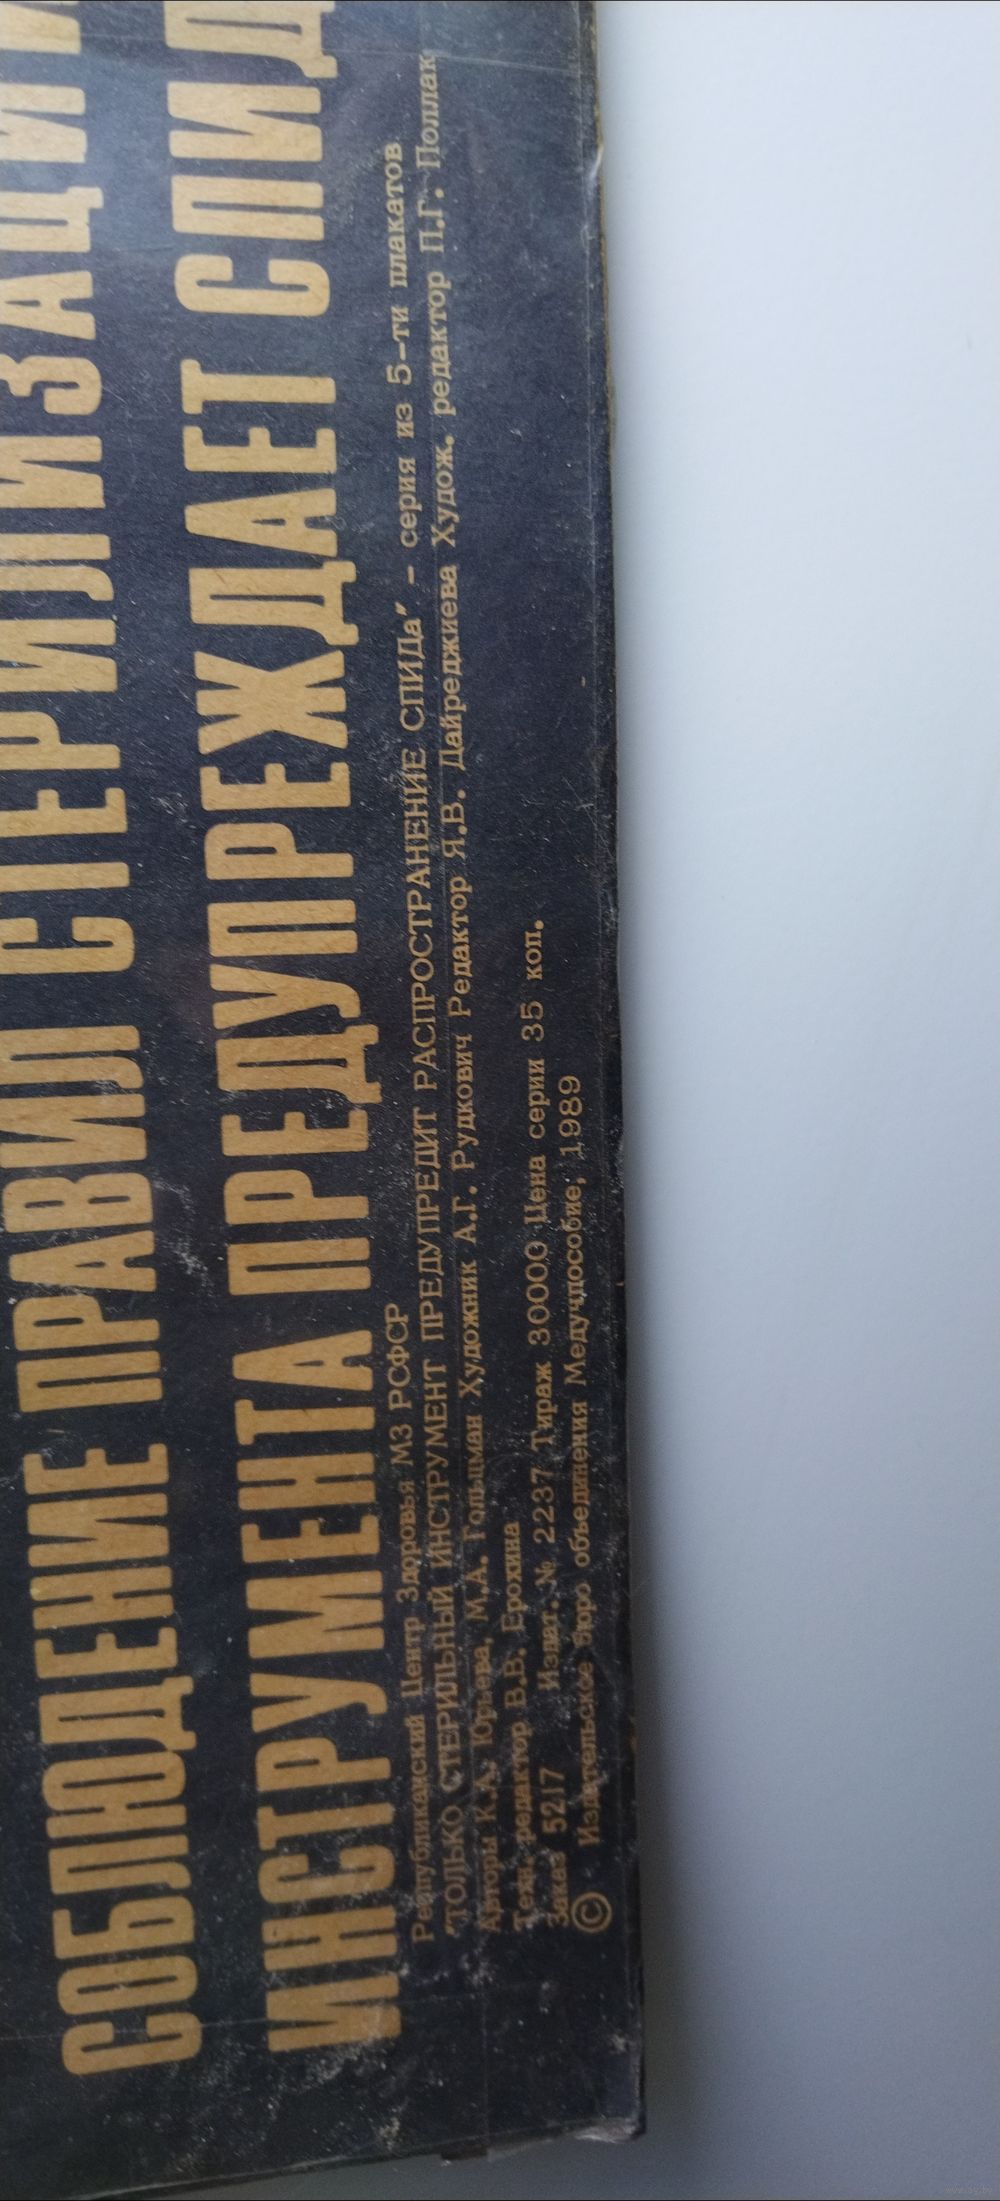 СОБЛЮДЕНИЕ ПРАВИЛ СТЕРИЛИЗАЦИИ
ИНСТРУМЕНТА ПРЕДУПРЕЖДАЕТ СПИД
Республиканский Центр Здоровья МЗ РСФСР
"ТОЛЬКО СТЕРИЛЬНЫЙ ИНСТРУМЕНТ ПРЕДУПРЕДИТ РАСПРОСТРАНЕНИЕ СПИДа" - серия из 5-ти плакатов
Авторы К.А. Юрьева, М.А. Гольцман Художник А.Г. Рудкович Редактор Я.В. Дайреджиева Худож. редактор П.Г. Поллак
Техн. редактор В.В. Ерохина
Заказ 5217 Издат. № 2237 Тираж 30000 Цена серии 35 коп.
© Издательское бюро объединения Медучпособие, 1989